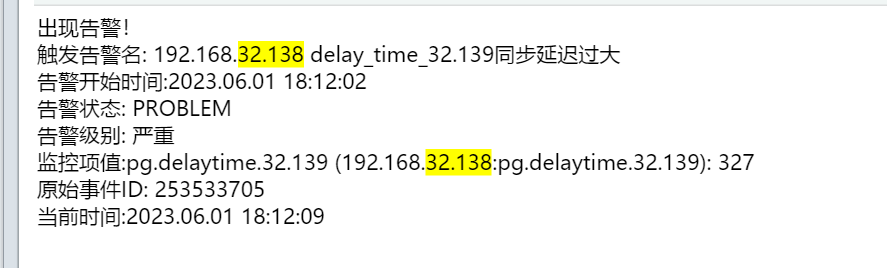 出现告警！
触发告警名: 192.168.32.138 delay_time_32.139同步延迟过大
告警开始时间:2023.06.01 18:12:02
告警状态: PROBLEM
告警级别: 严重
监控项值:pg.delaytime.32.139 (192.168.32.138:pg.delaytime.32.139): 327
原始事件ID: 253533705
当前时间:2023.06.01 18:12:09